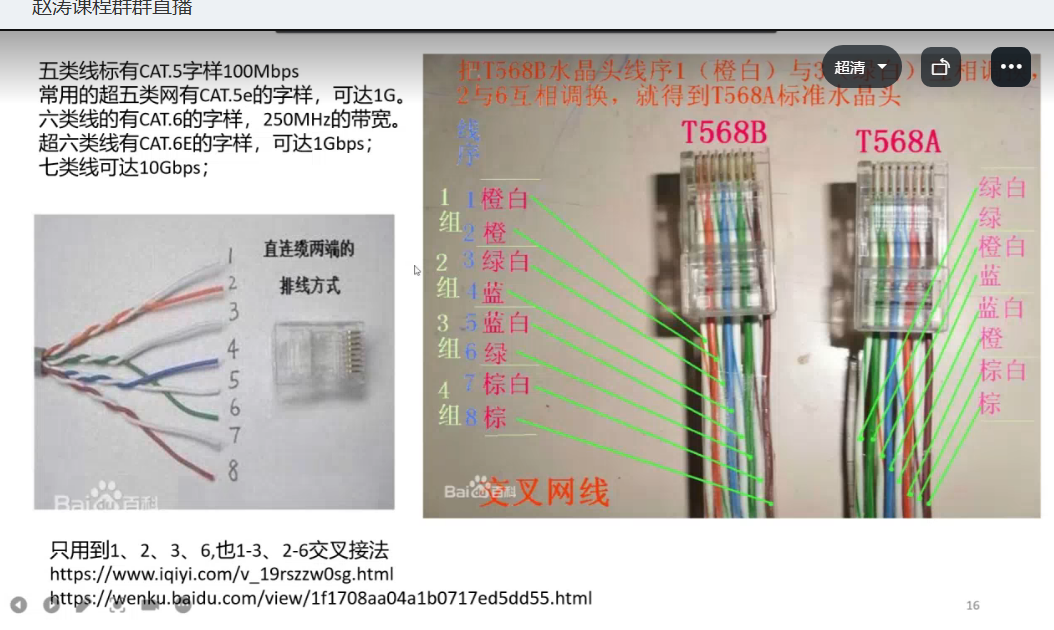 赵涛课程群群直播
五类线标有CAT.5字样100Mbps
常用的超五类网有CAT.5e的字样，可达1G。
六类线的有CAT.6的字样，250MHz的带宽。
超六类线有CAT.6E的字样，可达1Gbps；
七类线可达10Gbps；
超清
直连缆两端的
排线方式
1
2
3
4
5
6
7
8
Bai百科
把T568B水晶头线序1（橙白）与3
2与6互相调换，就得到T568A标准水晶头
线序
T568B
T568A
1组
1 橙白
2 橙
2组
3 绿白
4 蓝
3组
5 蓝白
6 绿
4组
7 棕白
8 棕
绿白
绿
橙白
蓝
蓝白
橙
棕白
棕
Bai百科
交叉网线
只用到1、2、3、6,也1-3、2-6交叉接法
https://www.iqiyi.com/v_19rszzw0sg.html
https://wenku.baidu.com/view/1f1708aa04a1b0717ed5dd55.html
16